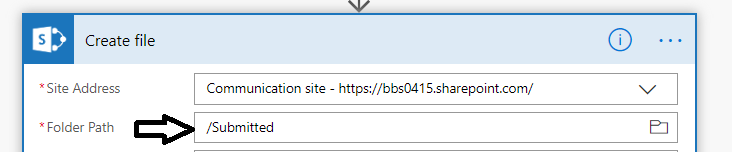 Create file
* Site Address Communication site - https://bbs0415.sharepoint.com/
* Folder Path /Submitted